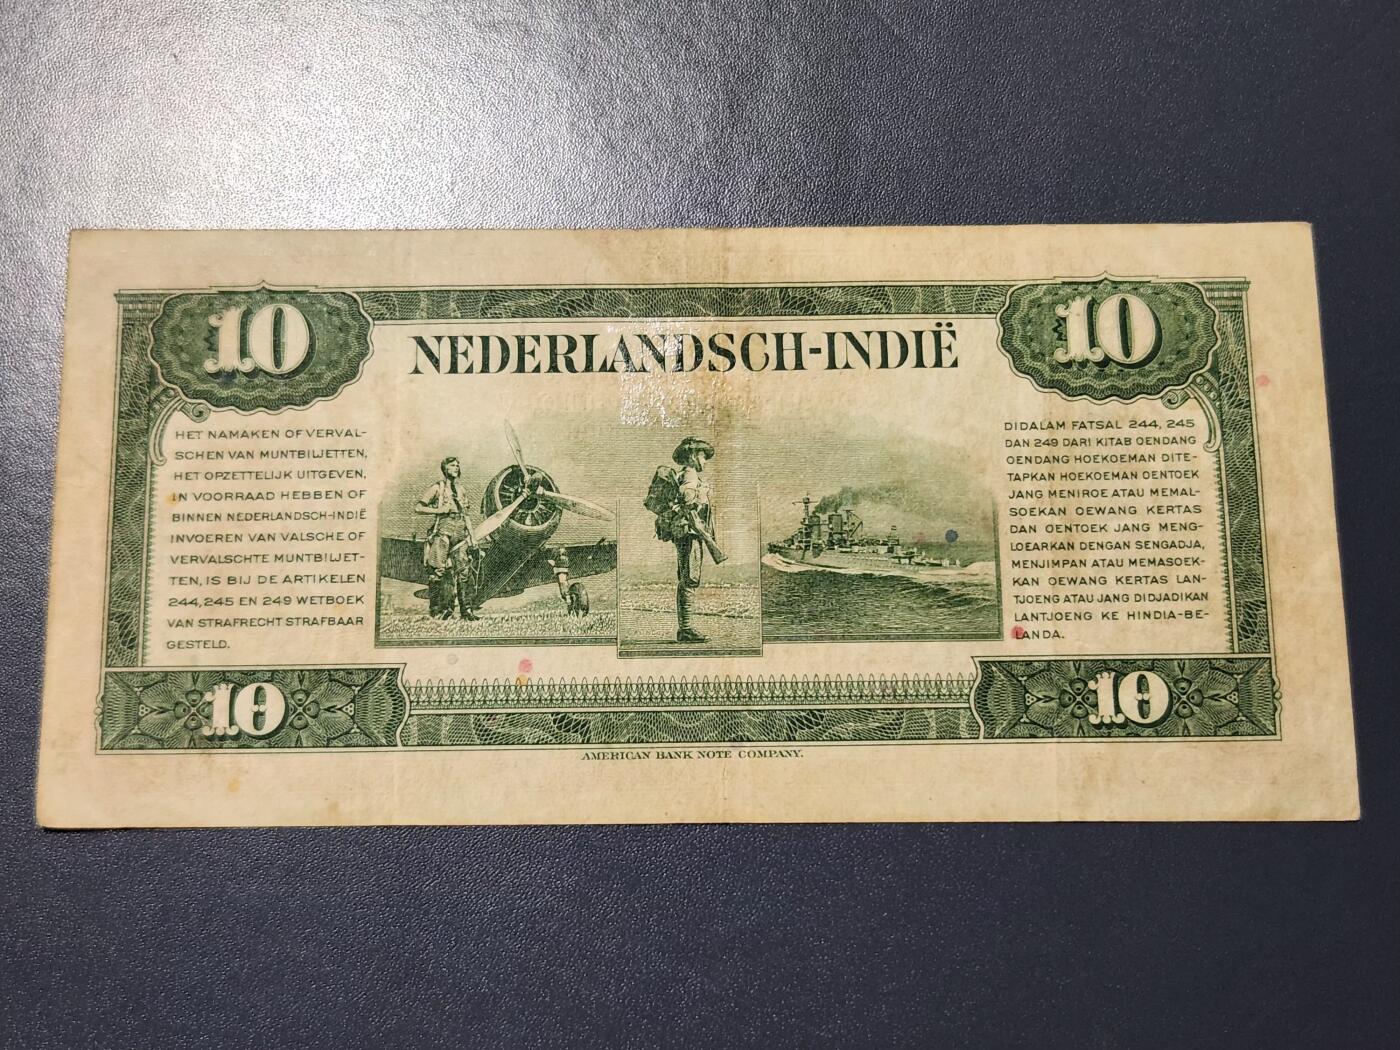 10
10
NEDERLANDSCH-INDIË
HET NAMAKEN OF VERVAL-
SCHEN VAN MUNTBILJETTEN,
HET OPZETTELIJK UITGEVEN,
IN VOORRAAD HEBBEN OF
BINNEN NEDERLANDSCH-INDIË
INVOEREN VAN VALSCHE OF
VERVALSCHTE MUNTBILJET-
TEN, IS BIJ DE ARTIKELEN
244, 245 EN 249 WETBOEK
VAN STRAFRECHT STRAFBAAR
GESTELD.
DIDALAM FATSAL 244, 245
DAN 249 DARI KITAB OENDANG
OENDANG HOEKOEMAN DITE-
TAPKAN HOEKOEMAN OENTOEK
JANG MENIROE ATAU MEMAL-
SOEKAN OEWANG KERTAS
DAN OENTOEK JANG MENG-
LOEARKAN DENGAN SENGADJA,
MENJIMPAN ATAU MEMASOEK-
KAN OEWANG KERTAS LAN-
TJOENG ATAU JANG DIDJADIKAN
LANTJOENG KE HINDIA-BE-
LANDA.
10
10
AMERICAN BANK NOTE COMPANY.